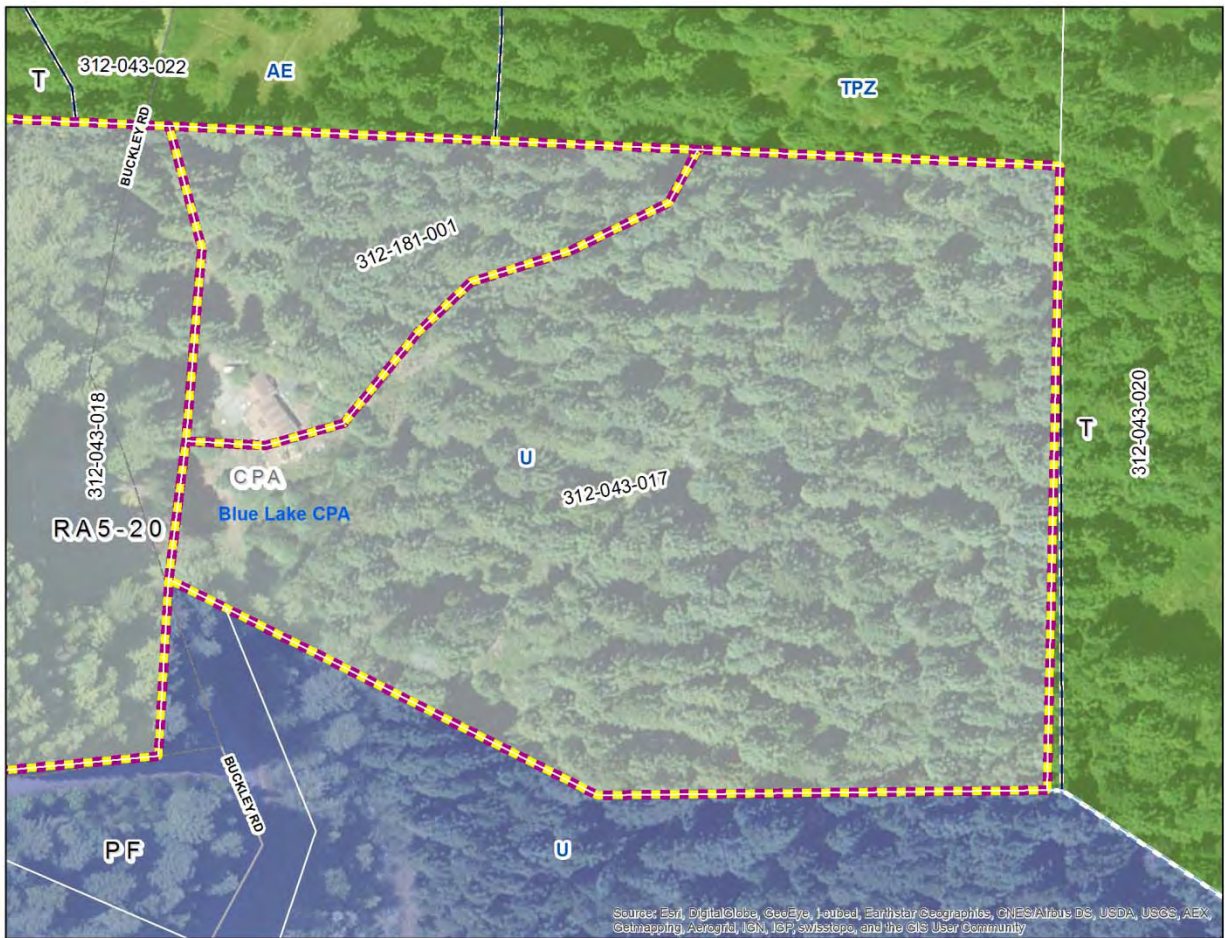 312-043-022
T
AE
TPZ
BUCKLEY RD
312-181-001
312-043-018
312-043-020
T
U
312-043-017
CPA
Blue Lake CPA
RA5-20
BUCKLEY RD
PF
U
Source: Esri, DigitalGlobe, GeoEye, i-cubed, Earthstar Geographics, CNES/Airbus DS, USDA, USGS, AEX,
Getmapping, Aerogrid, IGN, IGP, swisstopo, and the GIS User Community